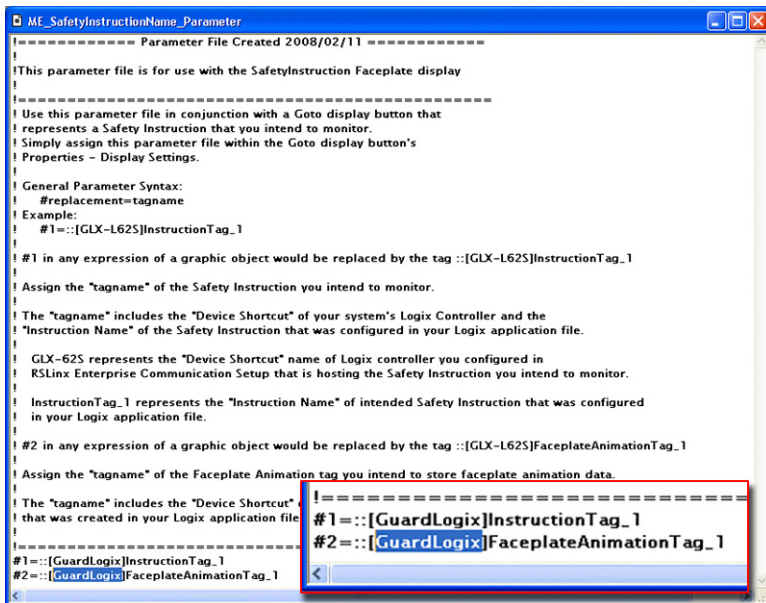 ME_SafetyInstructionName_Parameter
!============ Parameter File Created 2008/02/11 ============
!
!This parameter file is for use with the SafetyInstruction Faceplate display
!
!================================================
! Use this parameter file in conjunction with a Goto display button that
! represents a Safety Instruction that you intend to monitor.
! Simply assign this parameter file within the Goto display button's
! Properties - Display Settings.
!
! General Parameter Syntax:
!    #replacement=tagname
! Example:
!    #1=::[GLX-L62S]InstructionTag_1
!
! #1 in any expression of a graphic object would be replaced by the tag ::[GLX-L62S]InstructionTag_1
!
! Assign the "tagname" of the Safety Instruction you intend to monitor.
!
! The "tagname" includes the "Device Shortcut" of your system's Logix Controller and the
! "Instruction Name" of the Safety Instruction that was configured in your Logix application file.
!
!   GLX-62S represents the "Device Shortcut" name of Logix controller you configured in
!   RSLinx Enterprise Communication Setup that is hosting the Safety Instruction you intend to monitor.
!
!   InstructionTag_1 represents the "Instruction Name" of intended Safety Instruction that was configured
!   in your Logix application file.
!
! #2 in any expression of a graphic object would be replaced by the tag ::[GLX-L62S]FaceplateAnimationTag_1
!
! Assign the "tagname" of the Faceplate Animation tag you intend to store faceplate animation data.
!
! The "tagname" includes the "Device Shortcut"
! that was created in your Logix application file
!
!==============================
#1=::[GuardLogix]InstructionTag_1
#2=::[GuardLogix]FaceplateAnimationTag_1
!============================
#1=::[GuardLogix]InstructionTag_1
#2=::[GuardLogix]FaceplateAnimationTag_1